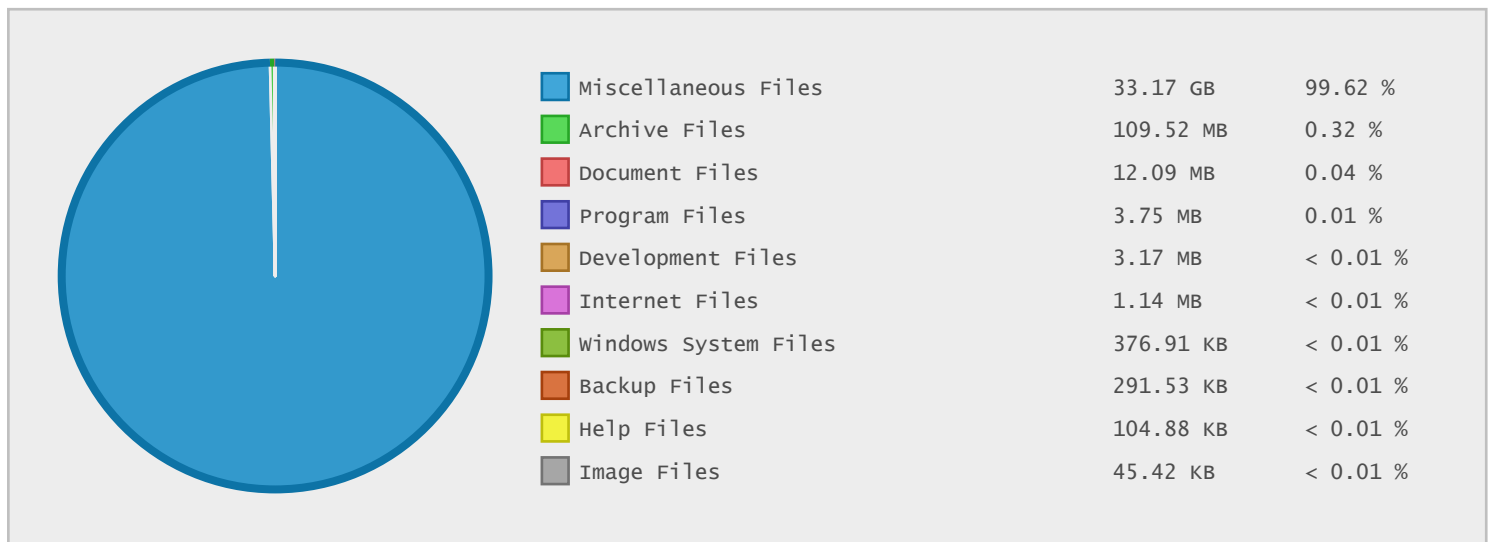 Miscellaneous Files 33.17 GB 99.62 %
Archive Files 109.52 MB 0.32 %
Document Files 12.09 MB 0.04 %
Program Files 3.75 MB 0.01 %
Development Files 3.17 MB < 0.01 %
Internet Files 1.14 MB < 0.01 %
Windows System Files 376.91 KB < 0.01 %
Backup Files 291.53 KB < 0.01 %
Help Files 104.88 KB < 0.01 %
Image Files 45.42 KB < 0.01 %